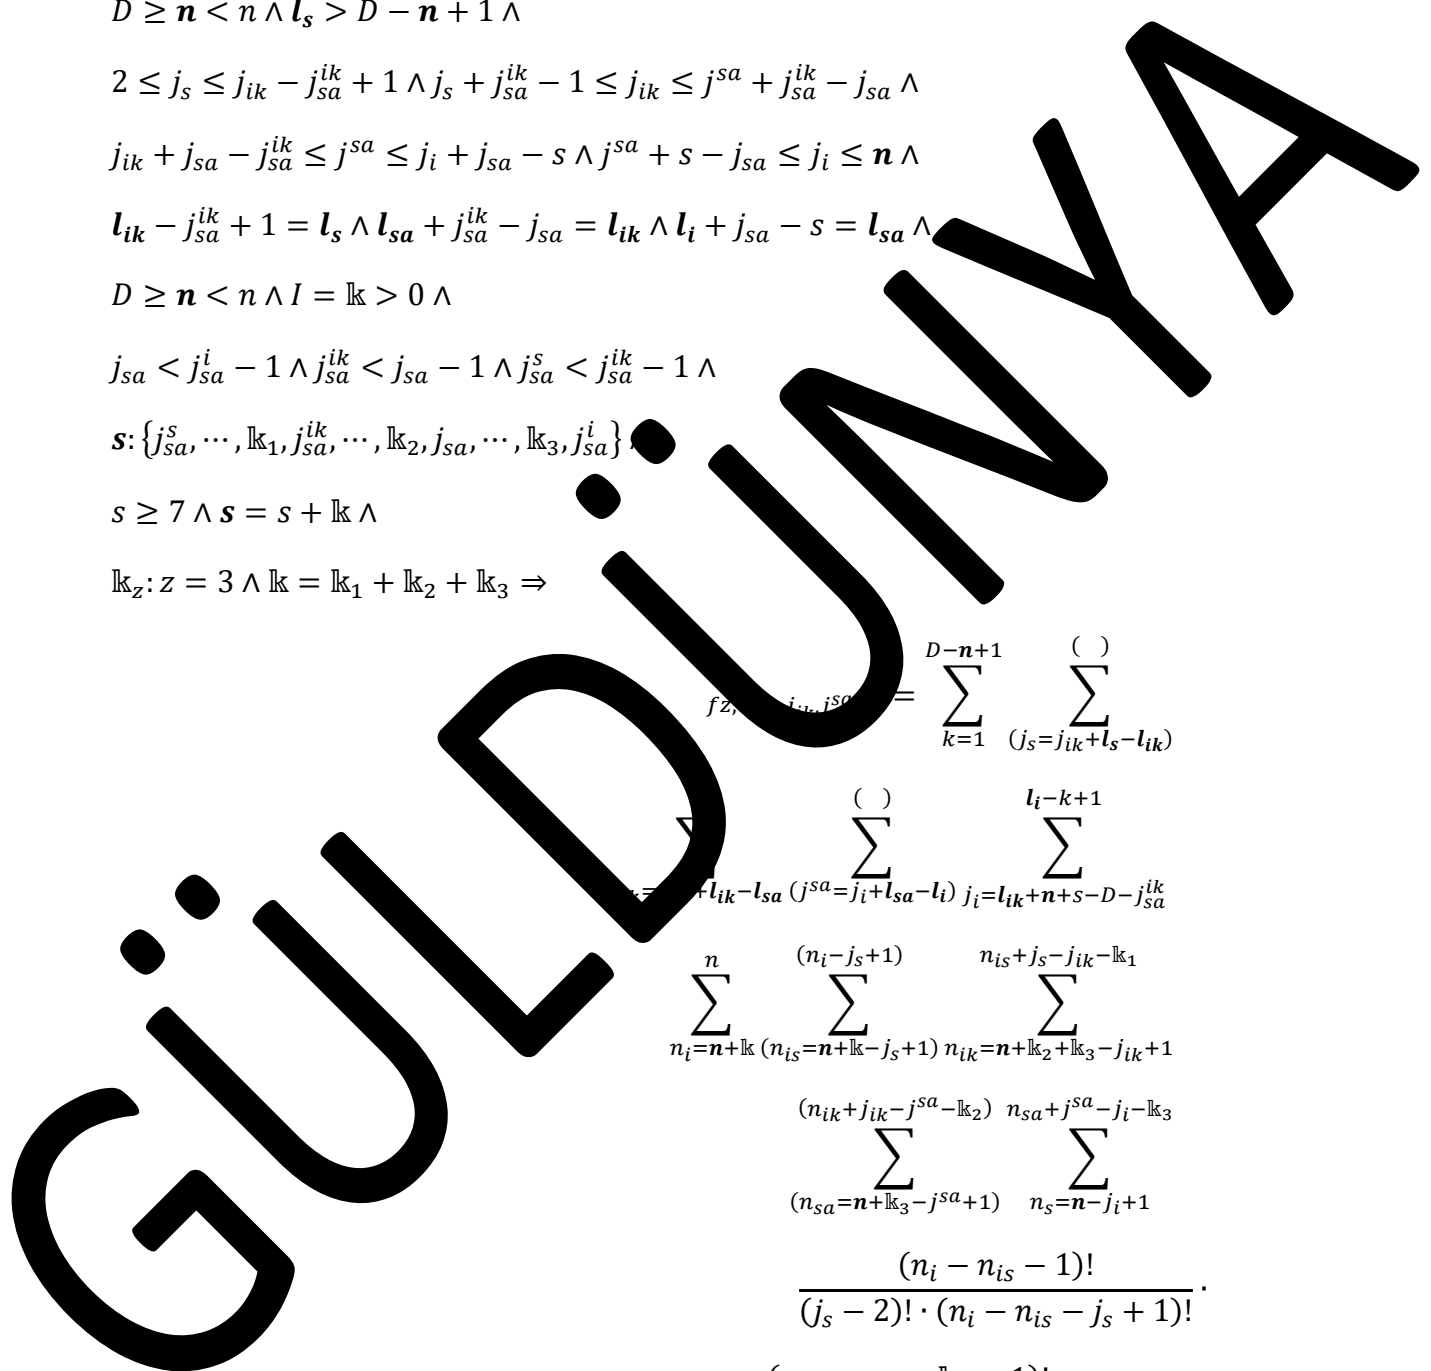 D ≥ n < n ∧ l_s > D − n + 1 ∧
2 ≤ j_s ≤ j_{ik} − j_{sa}^{ik} + 1 ∧ j_s + j_{sa}^{ik} − 1 ≤ j_{ik} ≤ j^{sa} + j_{sa}^{ik} − j_{sa} ∧
j_{ik} + j_{sa} − j_{sa}^{ik} ≤ j^{sa} ≤ j_i + j_{sa} − s ∧ j^{sa} + s − j_{sa} ≤ j_i ≤ n ∧
l_{ik} − j_{sa}^{ik} + 1 = l_s ∧ l_{sa} + j_{sa}^{ik} − j_{sa} = l_{ik} ∧ l_i + j_{sa} − s = l_{sa} ∧
D ≥ n < n ∧ I = 𝕜 > 0 ∧
j_{sa} < j_{sa}^i − 1 ∧ j_{sa}^{ik} < j_{sa} − 1 ∧ j_{sa}^s < j_{sa}^{ik} − 1 ∧
s: {j_{sa}^s, ⋯, 𝕜_1, j_{sa}^{ik}, ⋯, 𝕜_2, j_{sa}, ⋯, 𝕜_3, j_{sa}^i}
s ≥ 7 ∧ s = s + 𝕜 ∧
𝕜_z: z = 3 ∧ 𝕜 = 𝕜_1 + 𝕜_2 + 𝕜_3 ⇒
= ∑_{k=1}^{D−n+1} ∑_{(j_s=j_{ik}+l_s−l_{ik})}^{( )}
∑_{+l_{ik}−l_{sa}} ∑_{(j^{sa}=j_i+l_{sa}−l_i)}^{( )} ∑_{j_i=l_{ik}+n+s−D−j_{sa}^{ik}}^{l_i−k+1}
∑_{n_i=n+𝕜}^{n} ∑_{(n_{is}=n+𝕜−j_s+1)}^{(n_i−j_s+1)} ∑_{n_{ik}=n+𝕜_2+𝕜_3−j_{ik}+1}^{n_{is}+j_s−j_{ik}−𝕜_1}
∑_{(n_{sa}=n+𝕜_3−j^{sa}+1)}^{(n_{ik}+j_{ik}−j^{sa}−𝕜_2)} ∑_{n_s=n−j_i+1}^{n_{sa}+j^{sa}−j_i−𝕜_3}
(n_i − n_{is} − 1)!
(j_s − 2)! · (n_i − n_{is} − j_s + 1)! ·
GÜLDÜNYA